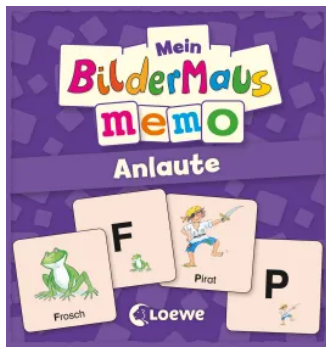 Mein
BilderMaus
memo
Anlaute
F
Frosch
Pirat
P
Loewe